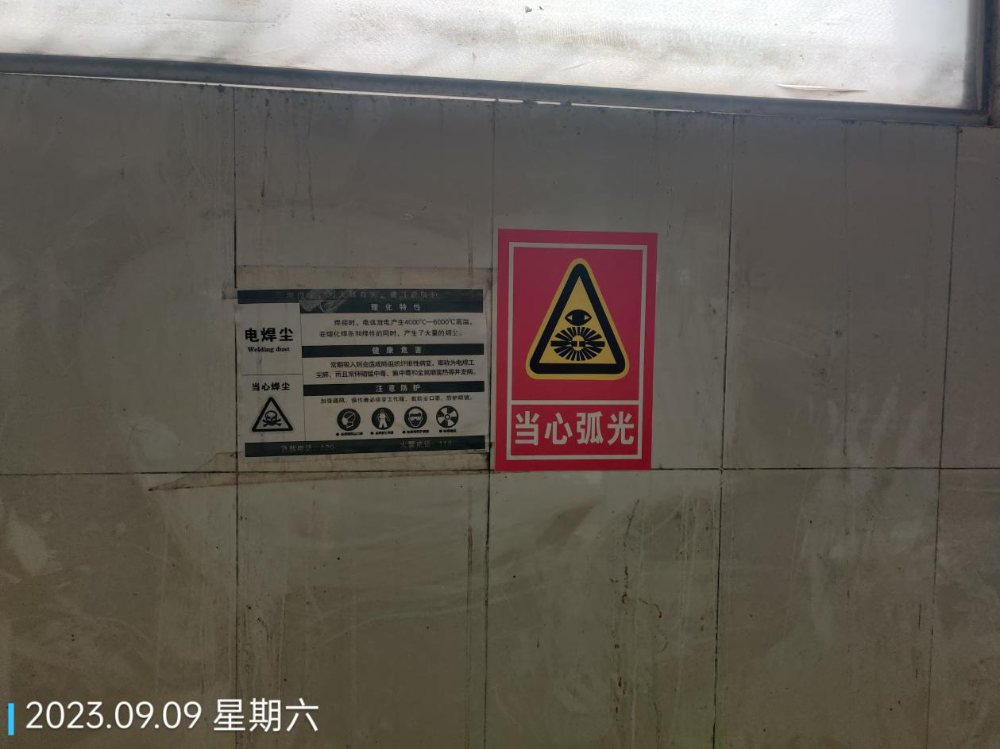 电焊尘对人体有害，请注意防护
理化特性
焊接时，电弧放电产生4000℃—6000℃高温，
在熔化焊条和焊件的同时，产生了大量的烟尘。
电焊尘
Welding dust
健康危害
常期吸入则会造成肺组织纤维性病变，即称为电焊工
尘肺，而且常伴随锰中毒、氟中毒和金属烟雾热等并发病。
当心焊尘
注意防护
加强通风，操作者必须穿工作服、戴防尘口罩、防护眼镜。
急救电话：120
火警电话：119
当心弧光
2023.09.09 星期六